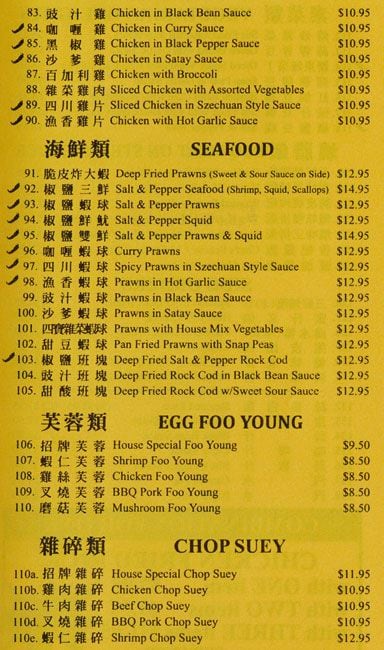 83. 豉汁雞 Chicken in Black Bean Sauce $10.95
84. 咖喱雞 Chicken in Curry Sauce $10.95
85. 黑椒雞 Chicken in Black Pepper Sauce $10.95
86. 沙爹雞 Chicken in Satay Sauce $10.95
87. 百加利雞 Chicken with Broccoli $10.95
88. 雜菜雞肉 Sliced Chicken with Assorted Vegetables $10.95
89. 四川雞片 Sliced Chicken in Szechuan Style Sauce $10.95
90. 漁香雞片 Chicken with Hot Garlic Sauce $10.95
海鮮類 SEAFOOD
91. 脆皮炸大蝦 Deep Fried Prawns (Sweet & Sour Sauce on Side) $12.95
92. 椒鹽三鮮 Salt & Pepper Seafood (Shrimp, Squid, Scallops) $14.95
93. 椒鹽蝦球 Salt & Pepper Prawns $12.95
94. 椒鹽鮮魷 Salt & Pepper Squid $12.95
95. 椒鹽雙鮮 Salt & Pepper Prawns & Squid $14.95
96. 咖喱蝦球 Curry Prawns $12.95
97. 四川蝦球 Spicy Prawns in Szechuan Style Sauce $12.95
98. 漁香蝦球 Prawns in Hot Garlic Sauce $12.95
99. 豉汁蝦球 Prawns in Black Bean Sauce $12.95
100. 沙爹蝦球 Prawns in Satay Sauce $12.95
101. 四寶雜菜蝦球 Prawns with House Mix Vegetables $12.95
102. 甜豆蝦球 Pan Fried Prawns with Snap Peas $12.95
103. 椒鹽班塊 Deep Fried Salt & Pepper Rock Cod $12.95
104. 豉汁班塊 Deep Fried Rock Cod in Black Bean Sauce $12.95
105. 甜酸班塊 Deep Fried Rock Cod w/Sweet Sour Sauce $12.95
芙蓉類 EGG FOO YOUNG
106. 招牌芙蓉 House Special Foo Young $9.50
107. 蝦仁芙蓉 Shrimp Foo Young $8.50
108. 雞絲芙蓉 Chicken Foo Young $8.50
109. 叉燒芙蓉 BBQ Pork Foo Young $8.50
110. 磨菇芙蓉 Mushroom Foo Young $8.50
雜碎類 CHOP SUEY
110a. 招牌雜碎 House Special Chop Suey $11.95
110b. 雞肉雜碎 Chicken Chop Suey $10.95
110c. 牛肉雜碎 Beef Chop Suey $10.95
110d. 叉燒雜碎 BBQ Pork Chop Suey $10.95
110e. 蝦仁雜碎 Shrimp Chop Suey $12.95